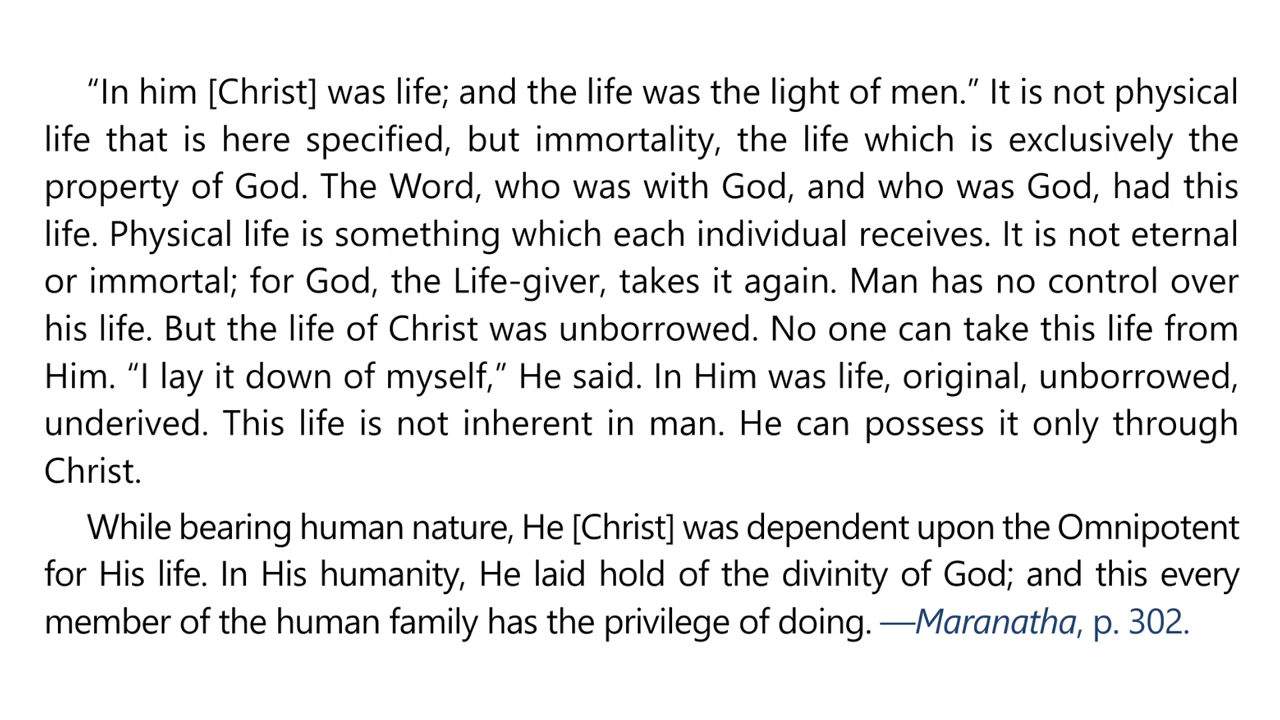 “In him [Christ] was life; and the life was the light of men.” It is not physical
life that is here specified, but immortality, the life which is exclusively the
property of God. The Word, who was with God, and who was God, had this
life. Physical life is something which each individual receives. It is not eternal
or immortal; for God, the Life-giver, takes it again. Man has no control over
his life. But the life of Christ was unborrowed. No one can take this life from
Him. “I lay it down of myself,” He said. In Him was life, original, unborrowed,
underived. This life is not inherent in man. He can possess it only through
Christ.
While bearing human nature, He [Christ] was dependent upon the Omnipotent
for His life. In His humanity, He laid hold of the divinity of God; and this every
member of the human family has the privilege of doing. —Maranatha, p. 302.